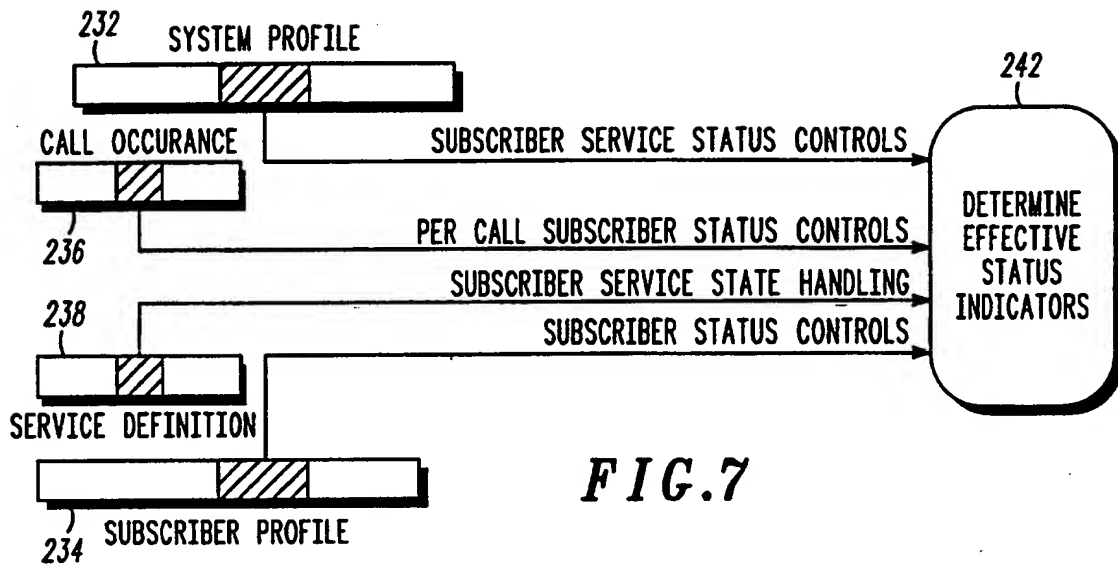 232
SYSTEM PROFILE
242
CALL OCCURANCE
SUBSCRIBER SERVICE STATUS CONTROLS
236
PER CALL SUBSCRIBER STATUS CONTROLS
DETERMINE
EFFECTIVE
STATUS
INDICATORS
SUBSCRIBER SERVICE STATE HANDLING
238
SUBSCRIBER STATUS CONTROLS
SERVICE DEFINITION
FIG.7
234
SUBSCRIBER PROFILE